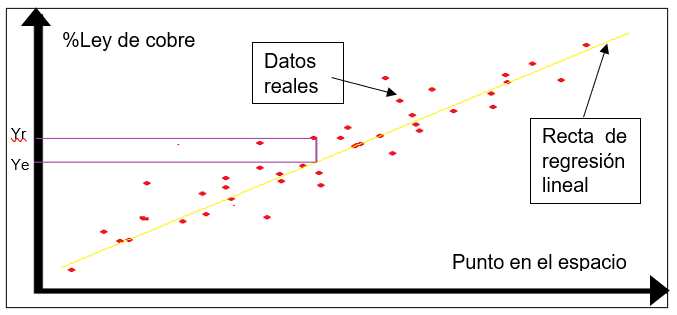 %Ley de cobre
Datos
reales
Yr
Ye
Recta de
regresión
lineal
Punto en el espacio